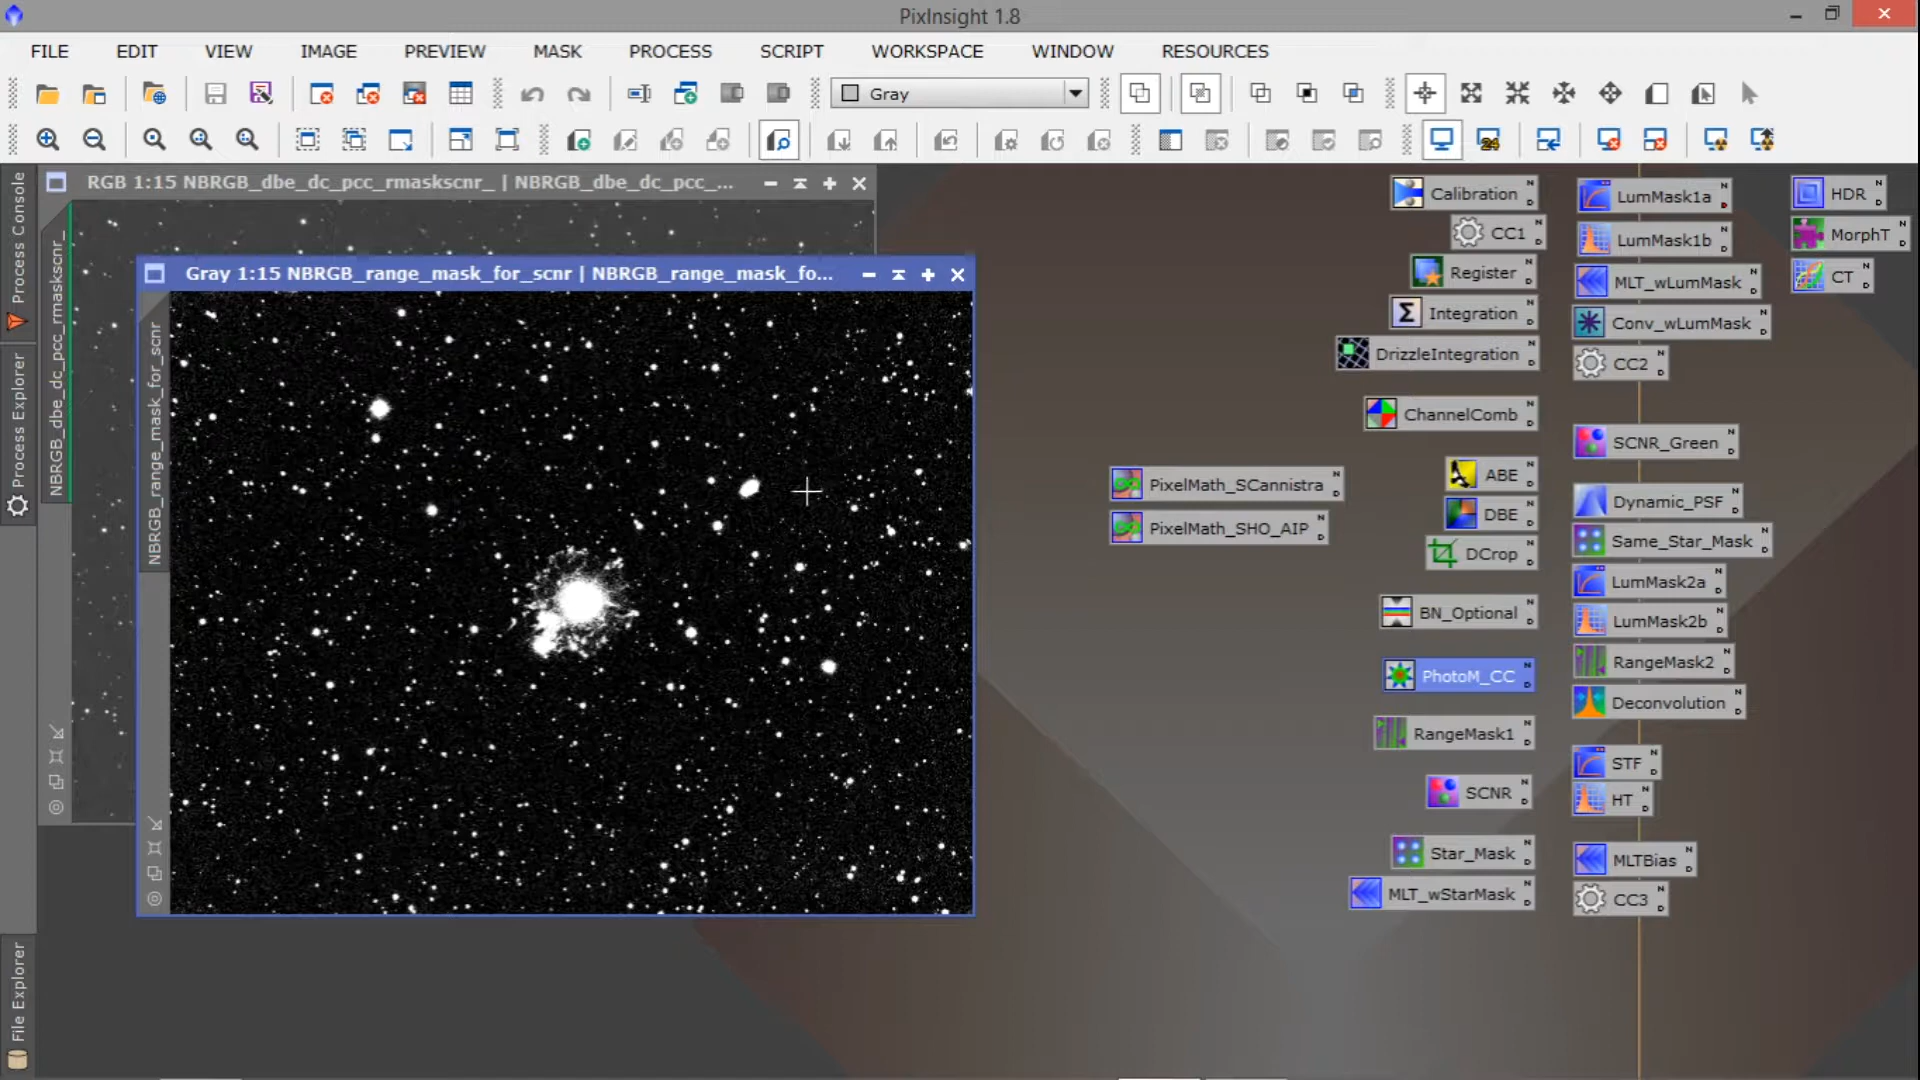 PixInsight 1.8
FILE EDIT VIEW IMAGE PREVIEW MASK PROCESS SCRIPT WORKSPACE WINDOW RESOURCES
Gray
24
Process Console
Process Explorer
File Explorer
RGB 1:15 NBRGB_dbe_dc_pcc_rmaskscnr_ | NBRGB_dbe_dc_pcc_...
NBRGB_dbe_dc_pcc_rmaskscnr_
Gray 1:15 NBRGB_range_mask_for_scnr | NBRGB_range_mask_fo...
NBRGB_range_mask_for_scnr
PixelMath_SCannistra
PixelMath_SHO_AIP
Calibration
CC1
Register
Integration
DrizzleIntegration
ChannelComb
ABE
DBE
DCrop
BN_Optional
PhotoM_CC
RangeMask1
SCNR
Star_Mask
MLT_wStarMask
LumMask1a
LumMask1b
MLT_wLumMask
Conv_wLumMask
CC2
SCNR_Green
Dynamic_PSF
Same_Star_Mask
LumMask2a
LumMask2b
RangeMask2
Deconvolution
STF
HT
MLTBias
CC3
HDR
MorphT
CT